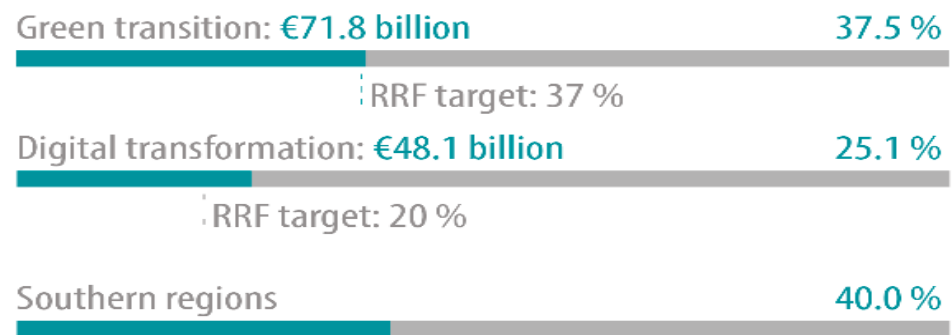 Green transition: €71.8 billion 37.5 %
RRF target: 37 %
Digital transformation: €48.1 billion 25.1 %
RRF target: 20 %
Southern regions 40.0 %